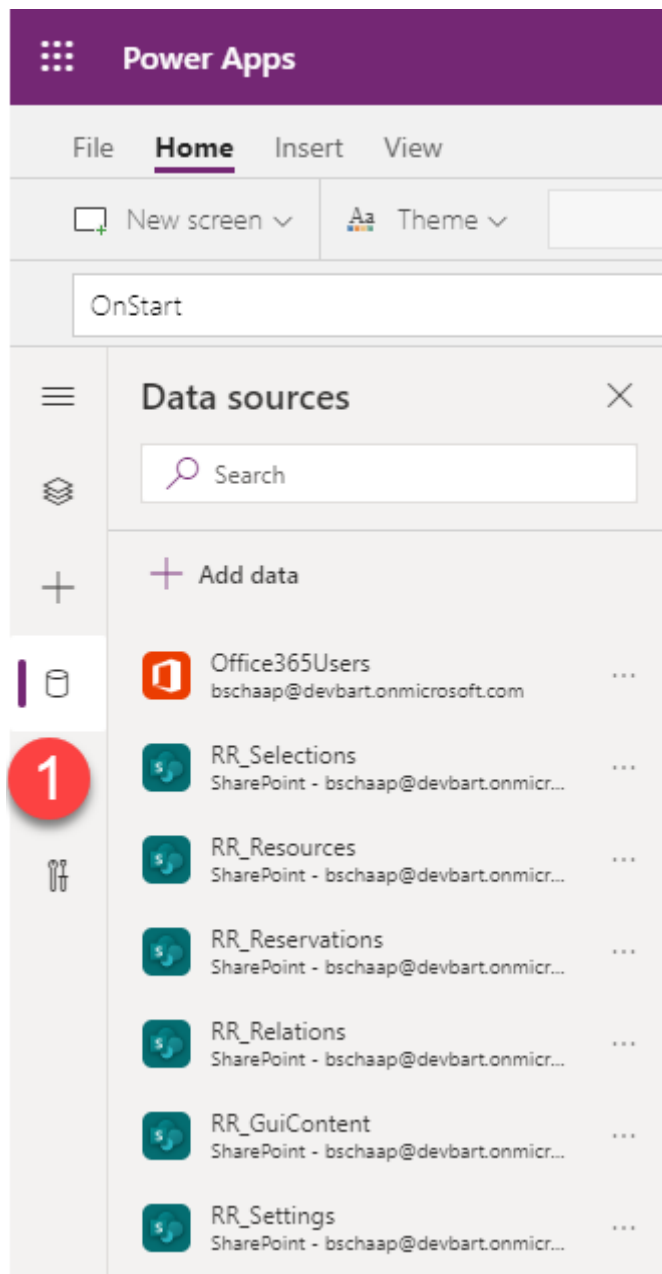 Power Apps
File Home Insert View
New screen Aa Theme
OnStart
Data sources
Search
Add data
Office365Users
bschaap@devbart.onmicrosoft.com
RR_Selections
SharePoint - bschaap@devbart.onmicr...
1
RR_Resources
SharePoint - bschaap@devbart.onmicr...
RR_Reservations
SharePoint - bschaap@devbart.onmicr...
RR_Relations
SharePoint - bschaap@devbart.onmicr...
RR_GuiContent
SharePoint - bschaap@devbart.onmicr...
RR_Settings
SharePoint - bschaap@devbart.onmicr...